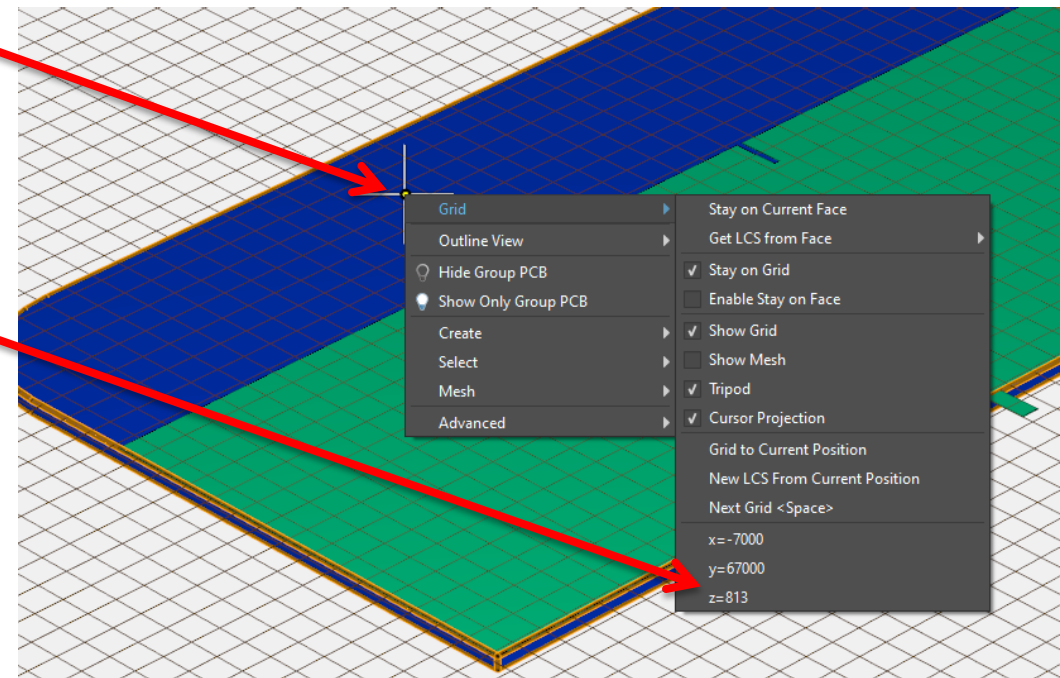 Grid
Outline View
Hide Group PCB
Show Only Group PCB
Create
Select
Mesh
Advanced
Stay on Current Face
Get LCS from Face
Stay on Grid
Enable Stay on Face
Show Grid
Show Mesh
Tripod
Cursor Projection
Grid to Current Position
New LCS From Current Position
Next Grid <Space>
x=-7000
y=67000
z=813